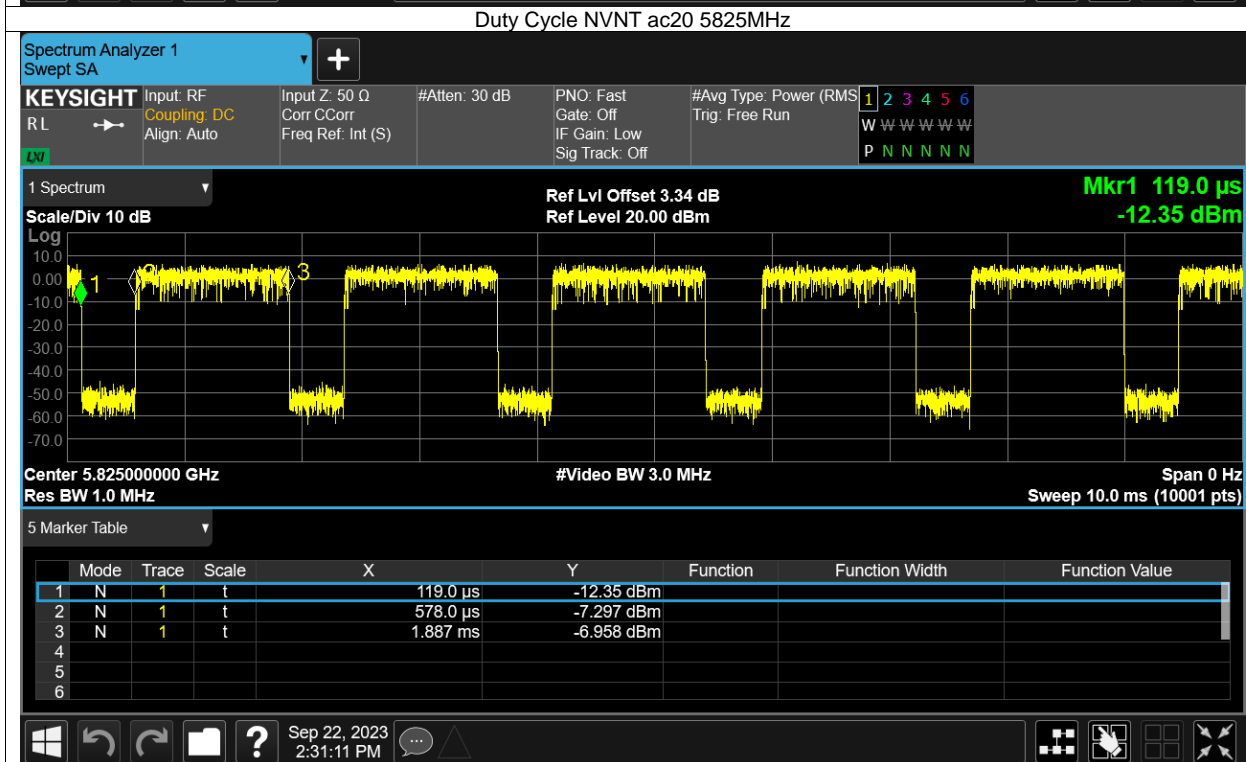 Duty Cycle NVNT ac20 5825MHz
Spectrum Analyzer 1
Swept SA
+
KEYSIGHT Input: RF Input Z: 50 Ω #Atten: 30 dB PNO: Fast #Avg Type: Power (RMS 1 2 3 4 5 6
R L Coupling: DC Corr CCorr Gate: Off Trig: Free Run W W W W W W
Align: Auto Freq Ref: Int (S) IF Gain: Low P N N N N N
LXI Sig Track: Off
1 Spectrum Ref Lvl Offset 3.34 dB Mkr1 119.0 µs
Scale/Div 10 dB Ref Level 20.00 dBm -12.35 dBm
Log
10.0
0.00 1 2 3
-10.0
-20.0
-30.0
-40.0
-50.0
-60.0
-70.0
Center 5.825000000 GHz #Video BW 3.0 MHz Span 0 Hz
Res BW 1.0 MHz Sweep 10.0 ms (10001 pts)
5 Marker Table
Mode Trace Scale X Y Function Function Width Function Value
1 N 1 t 119.0 µs -12.35 dBm
2 N 1 t 578.0 µs -7.297 dBm
3 N 1 t 1.887 ms -6.958 dBm
4
5
6
? Sep 22, 2023
2:31:11 PM